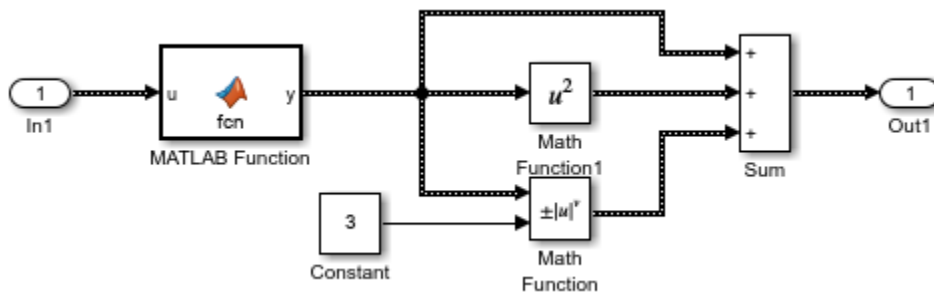 +
1
u
y
u²
+
1
fcn
In1
Out1
+
MATLAB Function
Math
Function1
Sum
±|u|ᵛ
3
Math
Function
Constant